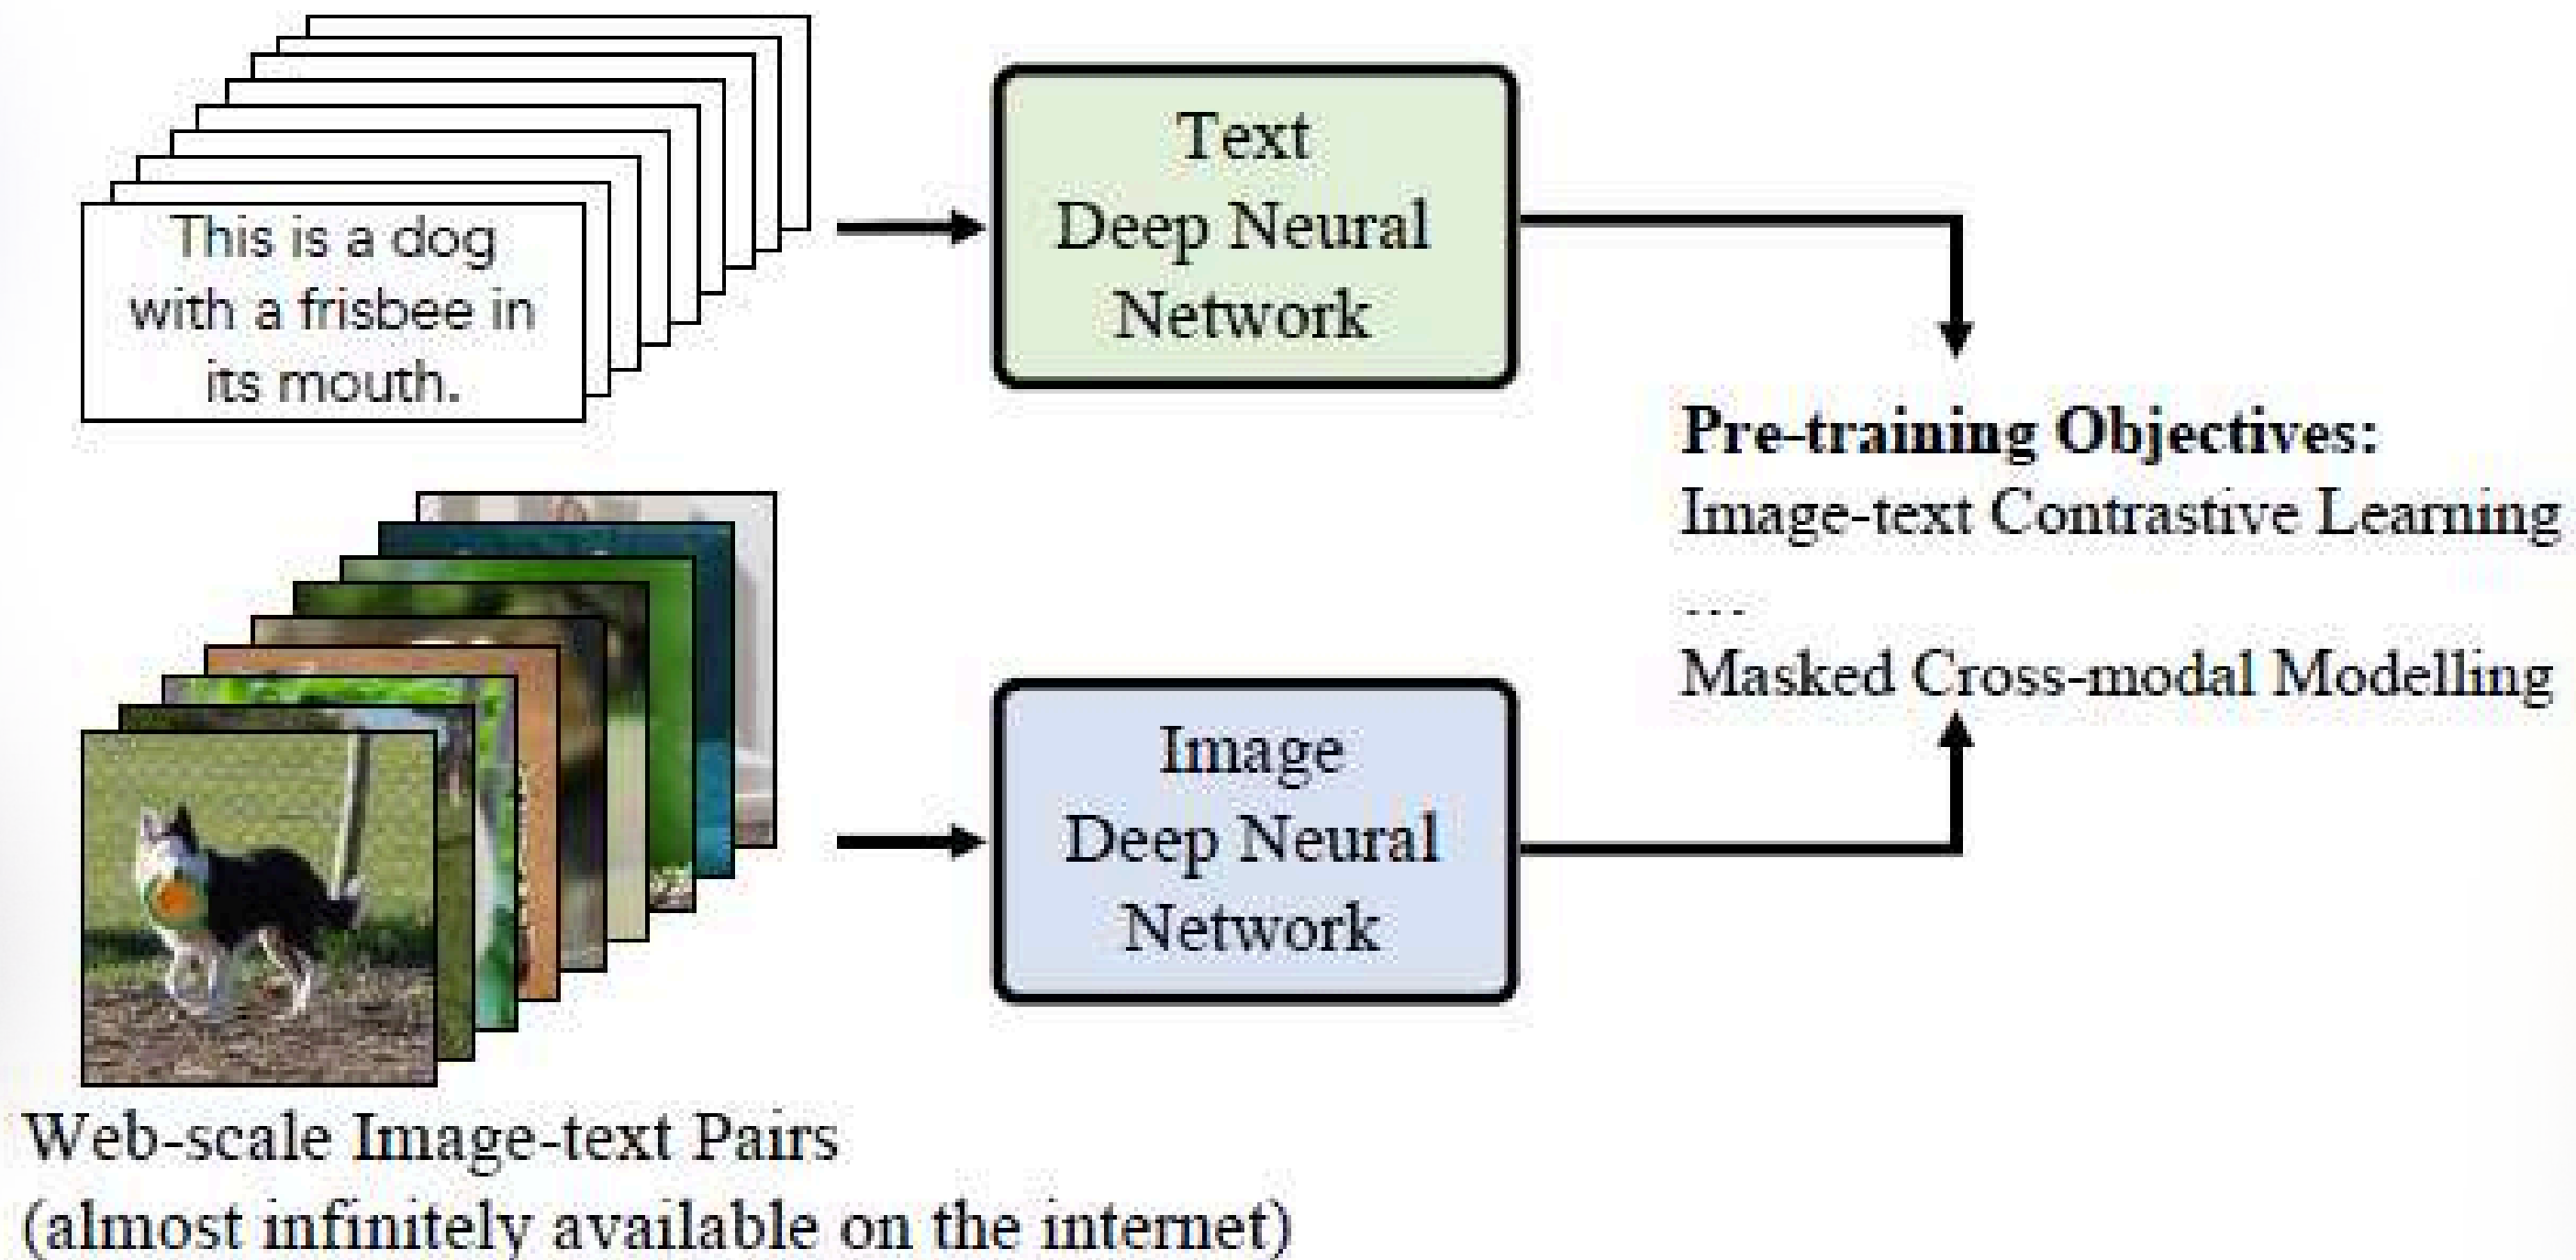 This is a dog
with a frisbee in
its mouth.
Text
Deep Neural
Network
Pre-training Objectives:
Image-text Contrastive Learning
...
Masked Cross-modal Modelling
Image
Deep Neural
Network
Web-scale Image-text Pairs
(almost infinitely available on the internet)